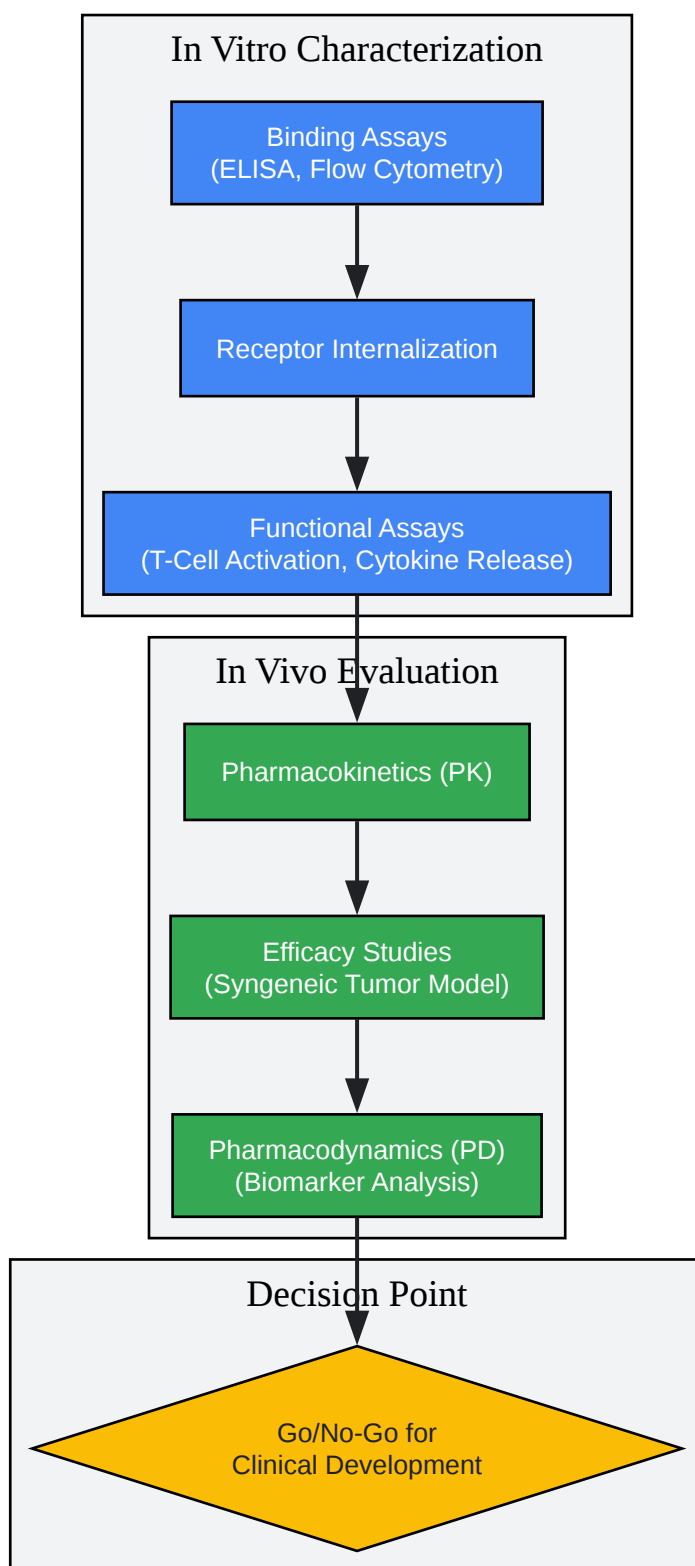 In Vitro Characterization
Binding Assays
(ELISA, Flow Cytometry)
Receptor Internalization
Functional Assays
(T-Cell Activation, Cytokine Release)
In Vivo Evaluation
Pharmacokinetics (PK)
Efficacy Studies
(Syngeneic Tumor Model)
Pharmacodynamics (PD)
(Biomarker Analysis)
Decision Point
Go/No-Go for
Clinical Development